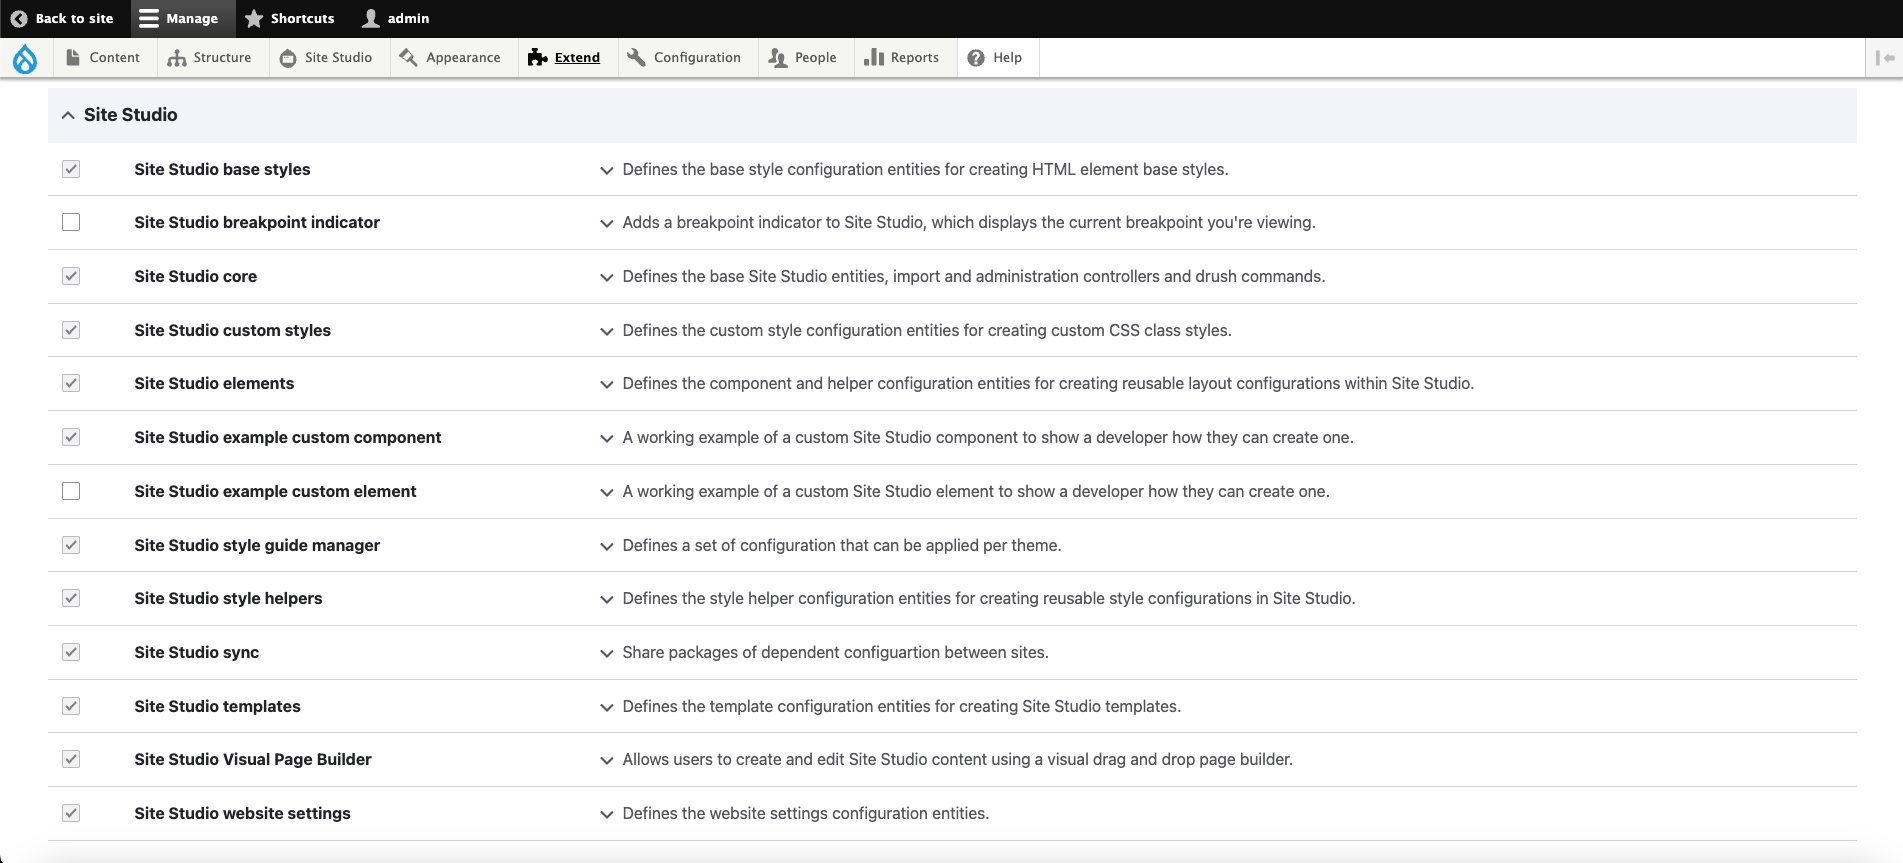 Back to site Manage Shortcuts admin
Content Structure Site Studio Appearance Extend Configuration People Reports Help
Site Studio
Site Studio base styles Defines the base style configuration entities for creating HTML element base styles.
Site Studio breakpoint indicator Adds a breakpoint indicator to Site Studio, which displays the current breakpoint you're viewing.
Site Studio core Defines the base Site Studio entities, import and administration controllers and drush commands.
Site Studio custom styles Defines the custom style configuration entities for creating custom CSS class styles.
Site Studio elements Defines the component and helper configuration entities for creating reusable layout configurations within Site Studio.
Site Studio example custom component A working example of a custom Site Studio component to show a developer how they can create one.
Site Studio example custom element A working example of a custom Site Studio element to show a developer how they can create one.
Site Studio style guide manager Defines a set of configuration that can be applied per theme.
Site Studio style helpers Defines the style helper configuration entities for creating reusable style configurations in Site Studio.
Site Studio sync Share packages of dependent configuartion between sites.
Site Studio templates Defines the template configuration entities for creating Site Studio templates.
Site Studio Visual Page Builder Allows users to create and edit Site Studio content using a visual drag and drop page builder.
Site Studio website settings Defines the website settings configuration entities.